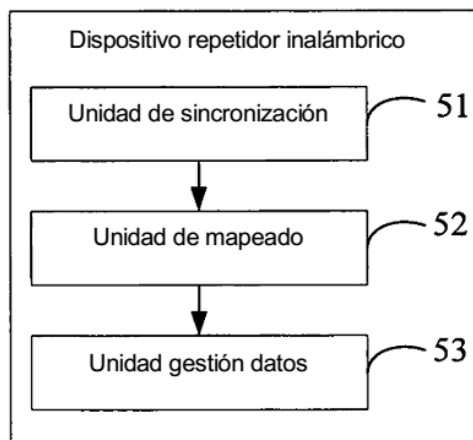 Dispositivo repetidor inalámbrico
Unidad de sincronización
51
Unidad de mapeado
52
Unidad gestión datos
53